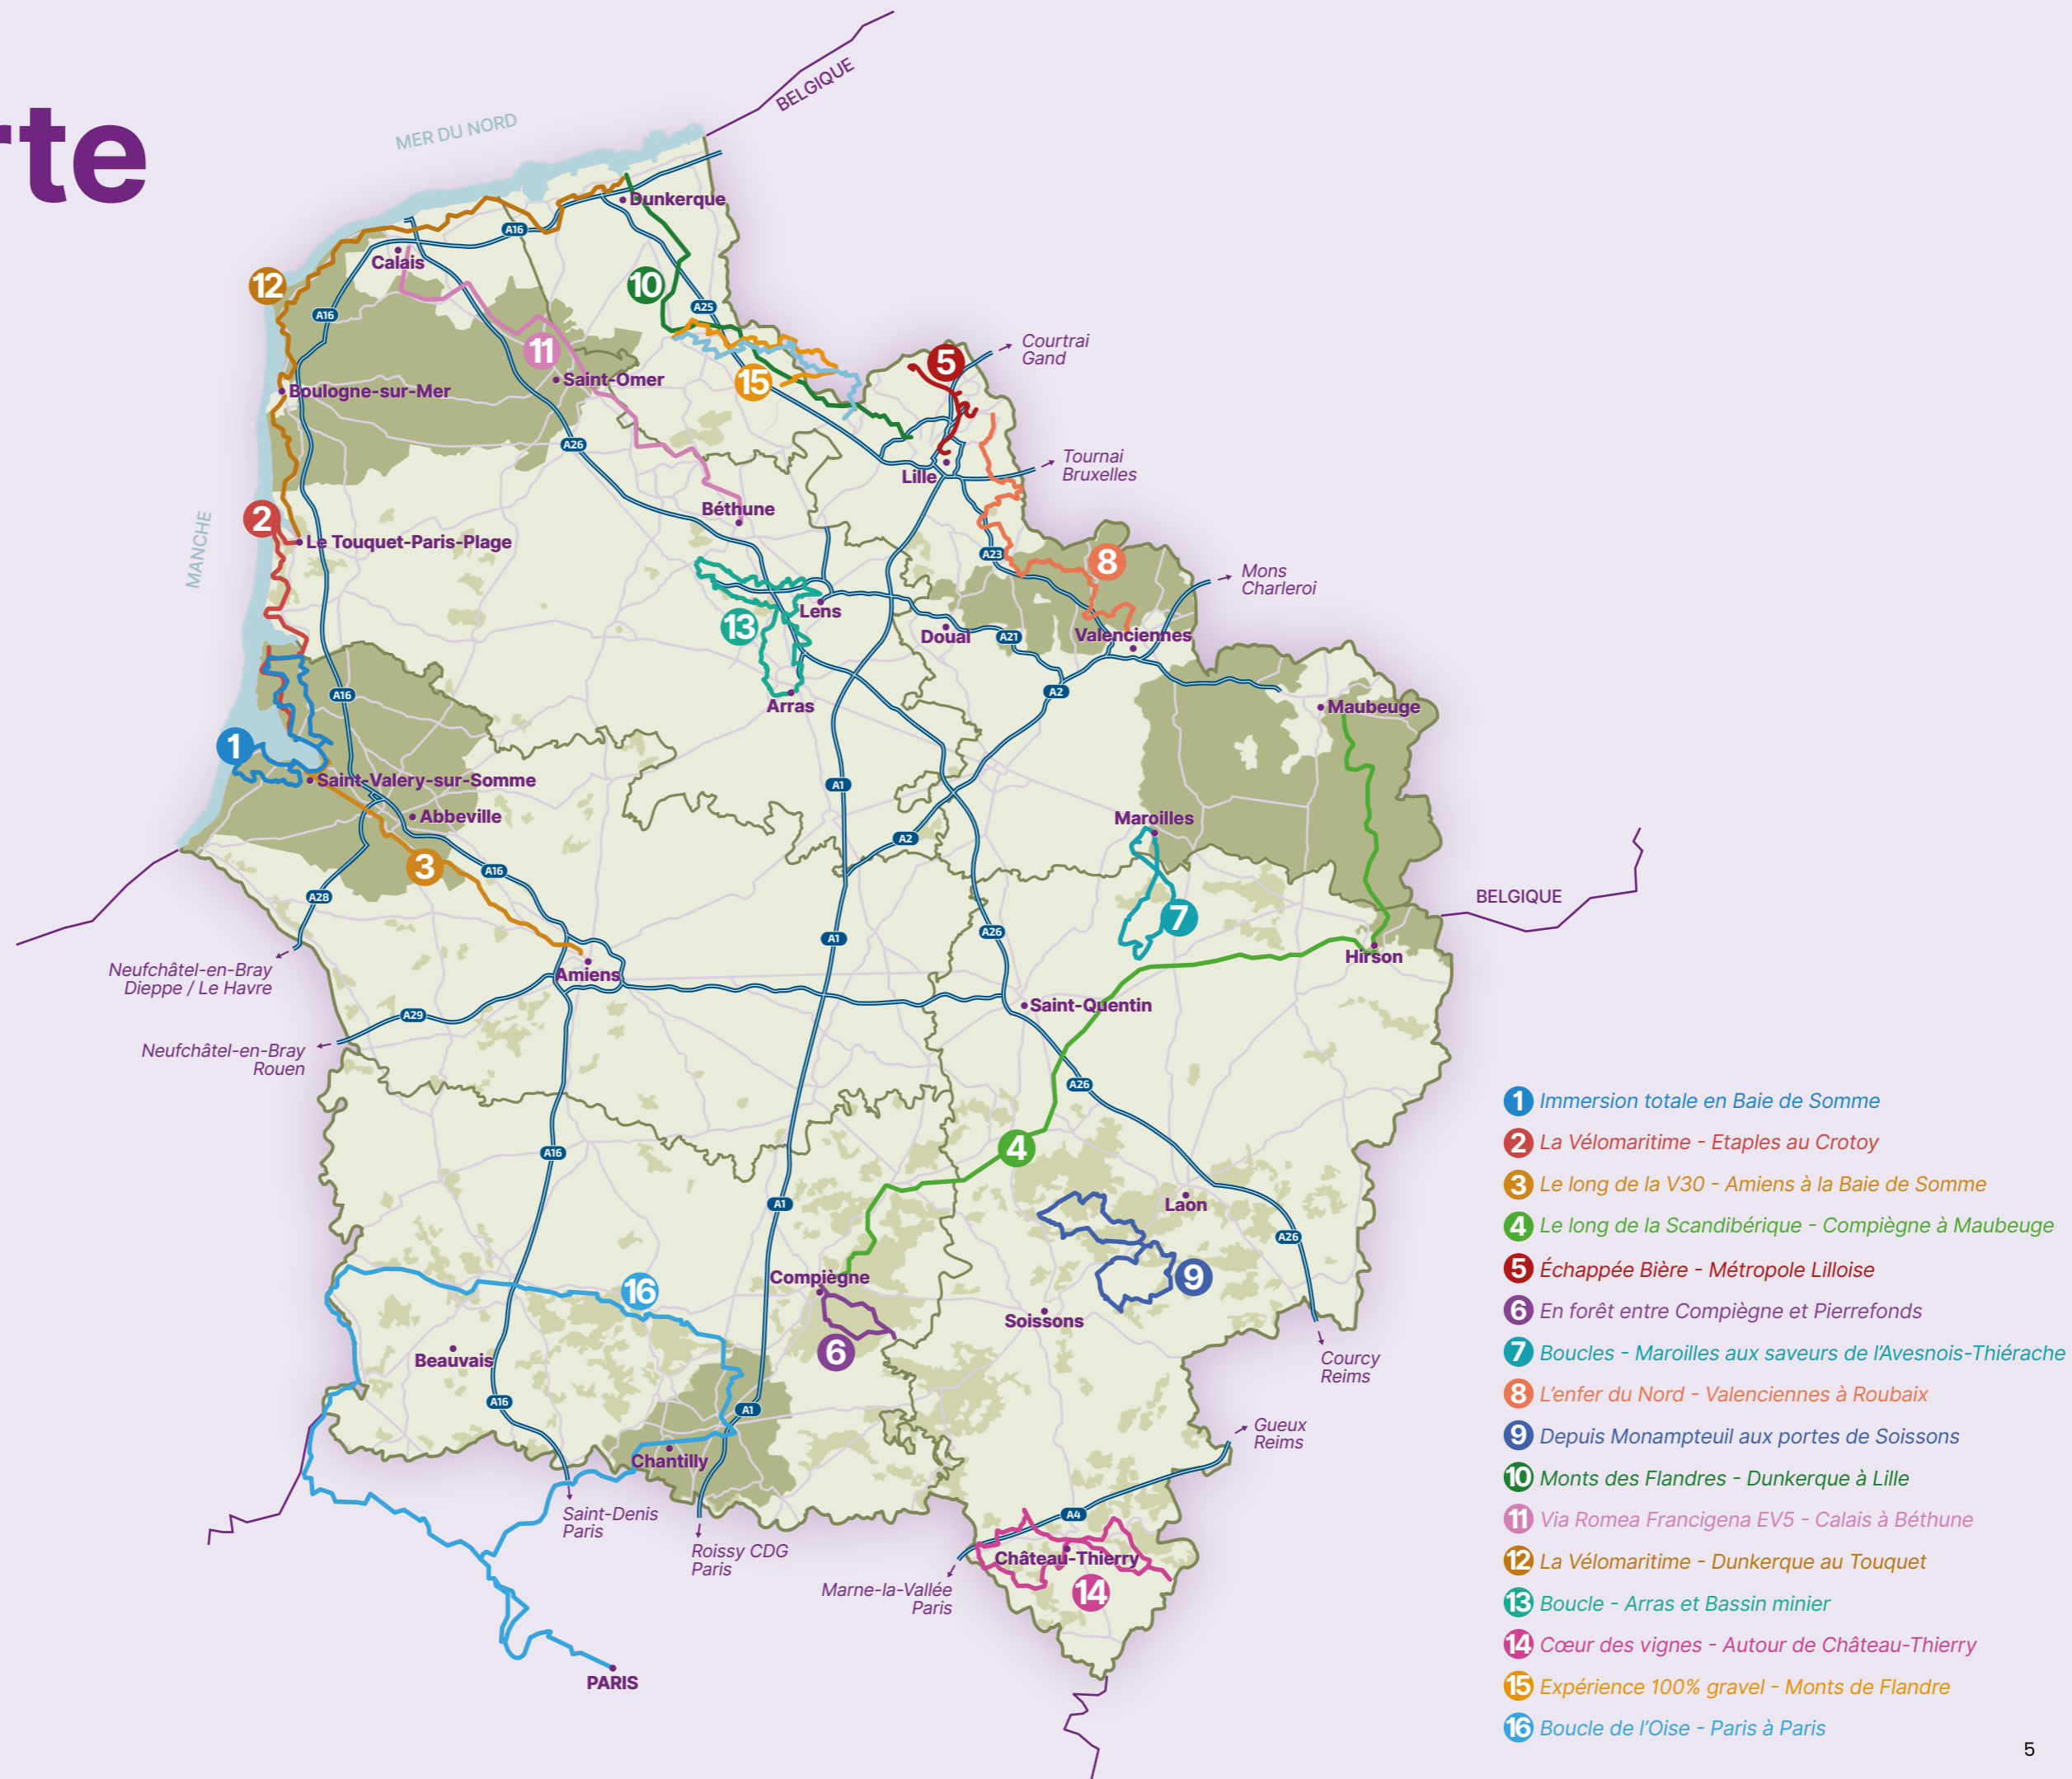 rte
BELGIQUE
MER DU NORD
Dunkerque
A16
Calais
12
10
A25
A16
11
Courtrai
Gand
5
15
Saint-Omer
Boulogne-sur-Mer
A26
Tournai
Bruxelles
Lille
Béthune
2
MANCHE
Le Touquet-Paris-Plage
A23
8
Mons
Charleroi
Lens
13
Douai
A21
Valenciennes
A16
A2
Arras
Maubeuge
1
Saint-Valery-sur-Somme
A1
Abbeville
Maroilles
A2
3
A16
A28
BELGIQUE
7
A1
A26
Hirson
Neufchâtel-en-Bray
Dieppe / Le Havre
Amiens
Saint-Quentin
A29
Neufchâtel-en-Bray
Rouen
A26
4
A16
A1
Laon
A26
Compiègne
9
16
Soissons
6
Beauvais
Courcy
Reims
A16
A1
Gueux
Reims
Chantilly
Saint-Denis
Paris
A4
Roissy CDG
Paris
Château-Thierry
Marne-la-Vallée
Paris
14
PARIS
1 Immersion totale en Baie de Somme
2 La Vélomaritime - Etaples au Crotoy
3 Le long de la V30 - Amiens à la Baie de Somme
4 Le long de la Scandibérique - Compiègne à Maubeuge
5 Échappée Bière - Métropole Lilloise
6 En forêt entre Compiègne et Pierrefonds
7 Boucles - Maroilles aux saveurs de l'Avesnois-Thiérache
8 L'enfer du Nord - Valenciennes à Roubaix
9 Depuis Monampteuil aux portes de Soissons
10 Monts des Flandres - Dunkerque à Lille
11 Via Romea Francigena EV5 - Calais à Béthune
12 La Vélomaritime - Dunkerque au Touquet
13 Boucle - Arras et Bassin minier
14 Cœur des vignes - Autour de Château-Thierry
15 Expérience 100% gravel - Monts de Flandre
16 Boucle de l'Oise - Paris à Paris
5